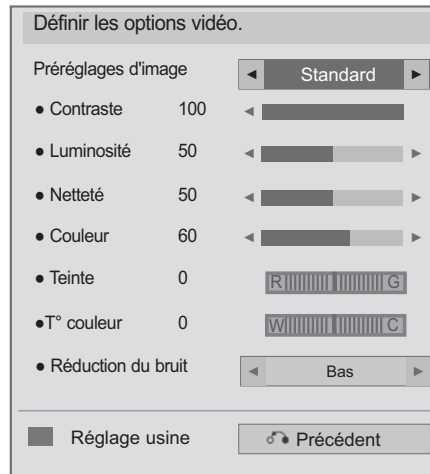 Définir les options vidéo.
Préréglages d'image ◄ Standard ►
● Contraste 100 ◄
● Luminosité 50 ◄ ►
● Netteté 50 ◄ ►
● Couleur 60 ◄ ►
● Teinte 0 R G
●T° couleur 0 W C
● Réduction du bruit ◄ Bas ►
Réglage usine Précédent